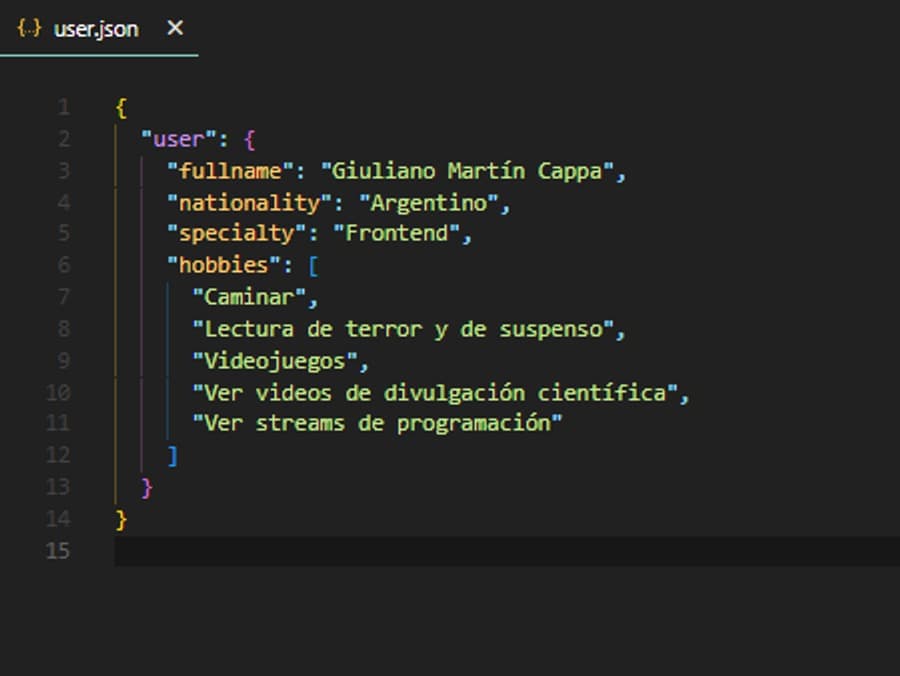 {..} user.json ×
1 {
2 "user": {
3 "fullname": "Giuliano Martín Cappa",
4 "nationality": "Argentino",
5 "specialty": "Frontend",
6 "hobbies": [
7 "Caminar",
8 "Lectura de terror y de suspenso",
9 "Videojuegos",
10 "Ver videos de divulgación científica",
11 "Ver streams de programación"
12 ]
13 }
14 }
15